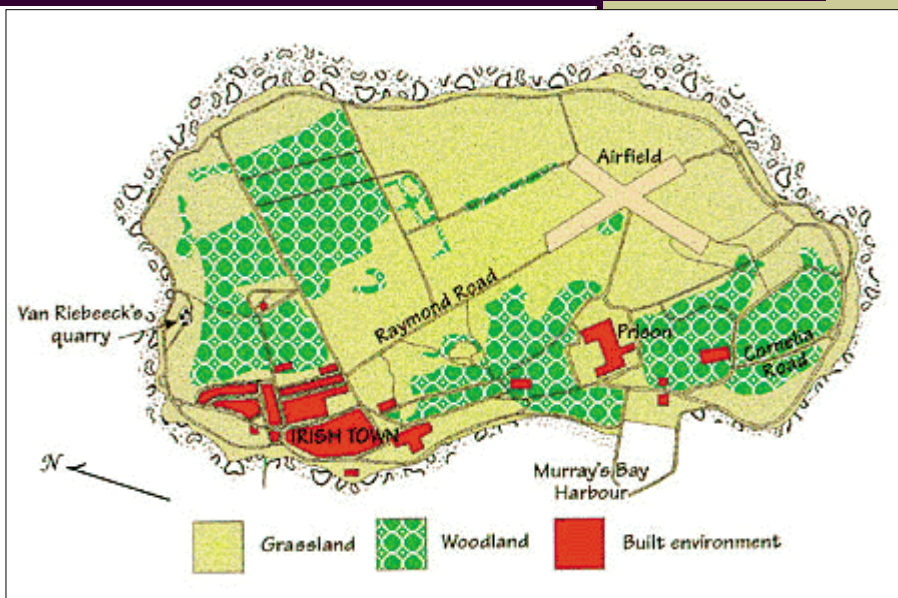 Airfield
Raymond Road
Van Riebeeck's
quarry
Prison
Cornelia
Road
IRISH TOWN
N
Murray's Bay
Harbour
Grassland
Woodland
Built environment